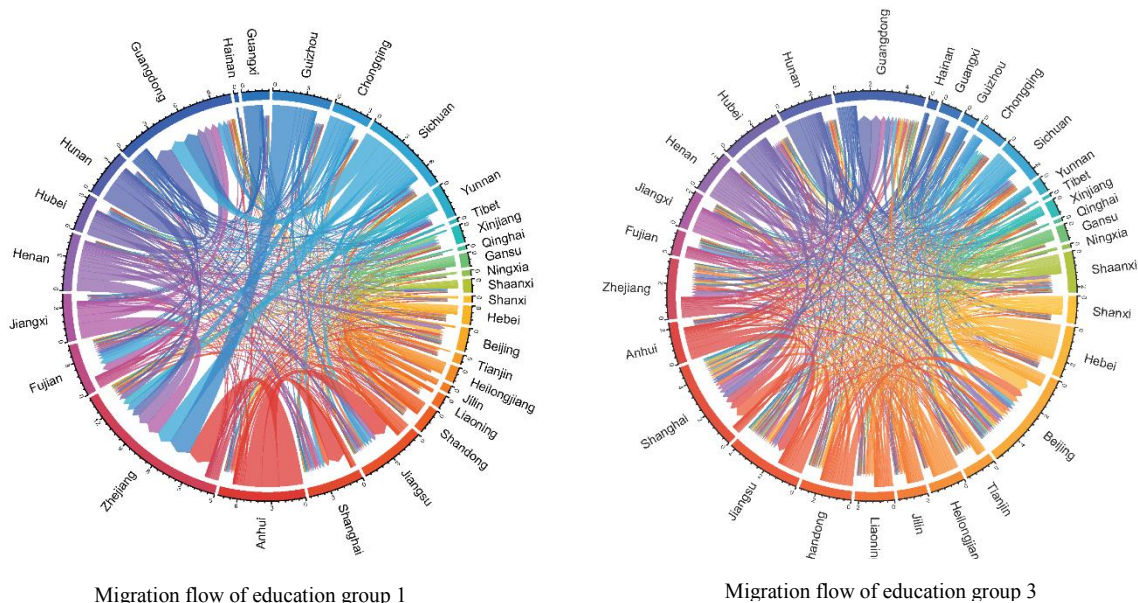 Guangdong
Hainan
Guangxi
Guizhou
Chongqing
Sichuan
Yunnan
Tibet
Xinjiang
Qinghai
Gansu
Ningxia
Shaanxi
Shanxi
Hebei
Beijing
Tianjin
Heilongjiang
Jilin
Liaoning
Shandong
Jiangsu
Shanghai
Anhui
Zhejiang
Fujian
Jiangxi
Henan
Hubei
Hunan
Migration flow of education group 1
Guangdong
Hainan
Guangxi
Guizhou
Chongqing
Sichuan
Yunnan
Tibet
Xinjiang
Qinghai
Gansu
Ningxia
Shaanxi
Shanxi
Hebei
Beijing
Tianjin
Heilongjian
Jilin
Liaonin
handong
Jiangsu
Shanghai
Anhui
Zhejiang
Fujian
Jiangxi
Henan
Hubei
Hunan
Migration flow of education group 3